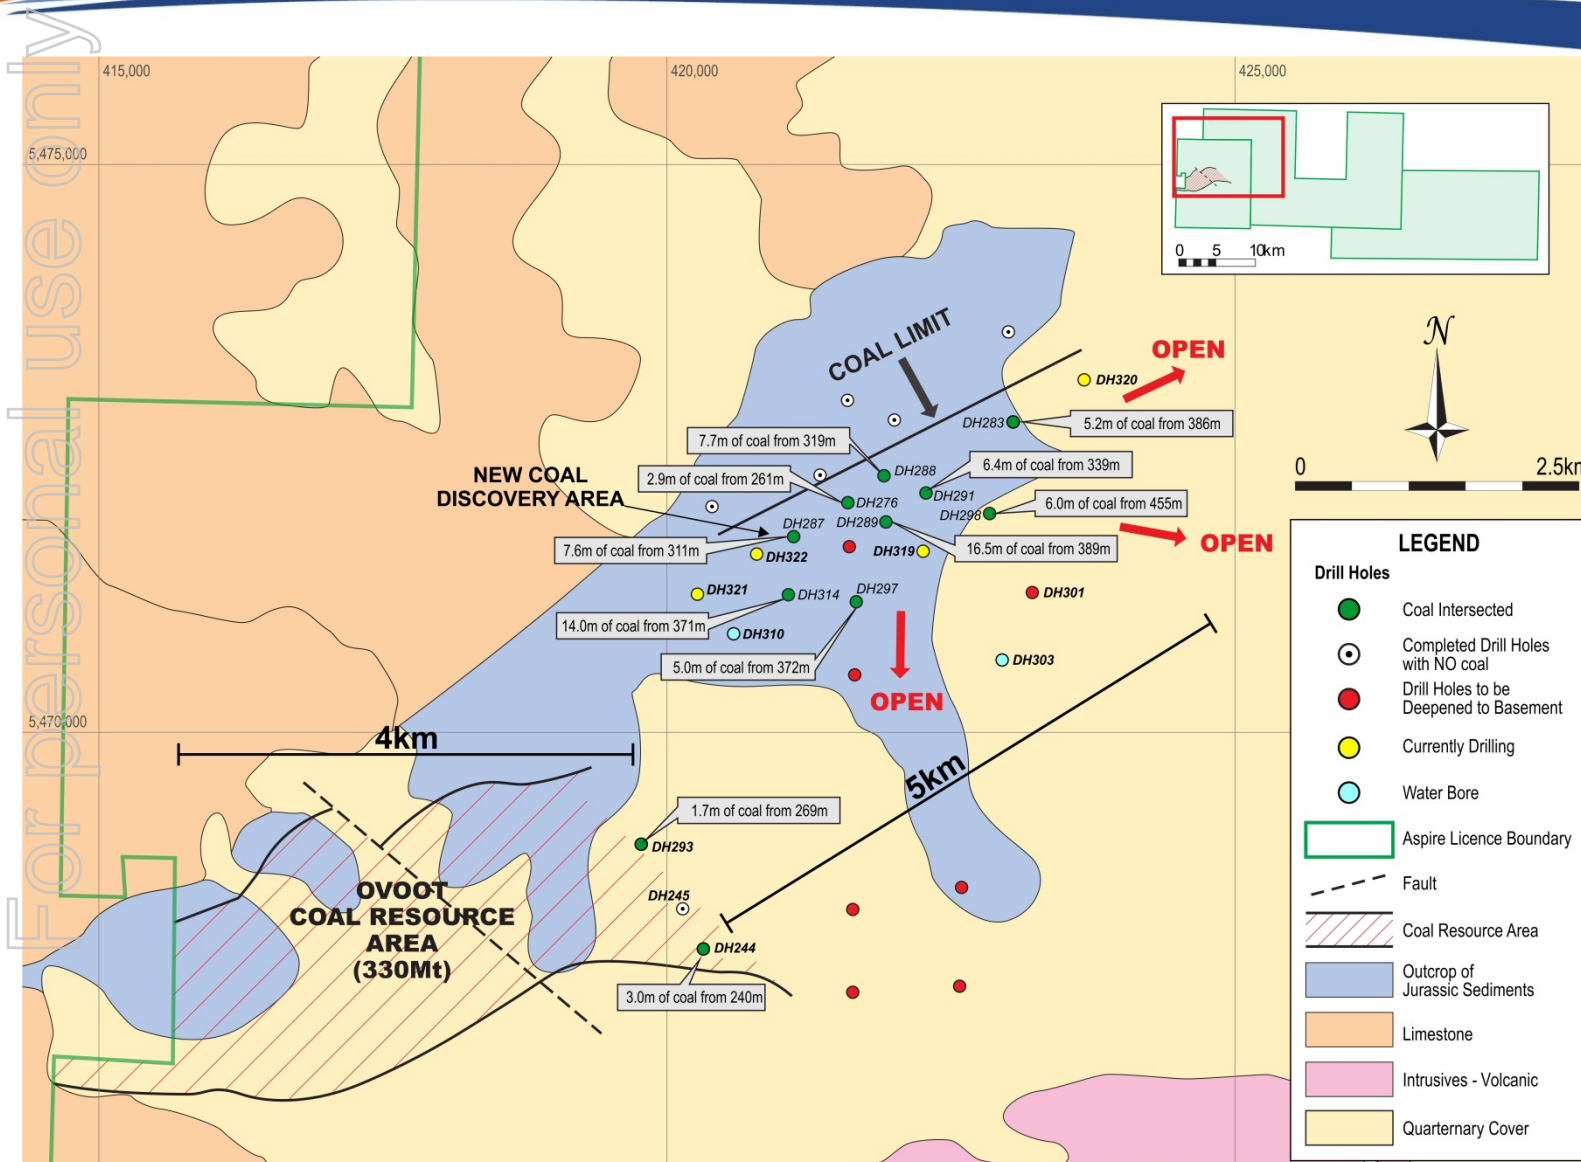 For personal use only
415,000
420,000
425,000
5,475,000
0 5 10km
N
COAL LIMIT
OPEN
DH320
DH283
5.2m of coal from 386m
7.7m of coal from 319m
DH288
6.4m of coal from 339m
NEW COAL
DISCOVERY AREA
2.9m of coal from 261m
DH276
DH291
6.0m of coal from 455m
0 2.5km
DH287
DH289
DH298
OPEN
7.6m of coal from 311m
DH322
DH319
16.5m of coal from 389m
DH321
DH314
DH297
DH301
14.0m of coal from 371m
DH310
5.0m of coal from 372m
DH303
OPEN
5,470,000
4km
5km
1.7m of coal from 269m
DH293
OVOOT
COAL RESOURCE
AREA
(330Mt)
DH245
DH244
3.0m of coal from 240m
LEGEND
Drill Holes
Coal Intersected
Completed Drill Holes
with NO coal
Drill Holes to be
Deepened to Basement
Currently Drilling
Water Bore
Aspire Licence Boundary
Fault
Coal Resource Area
Outcrop of
Jurassic Sediments
Limestone
Intrusives - Volcanic
Quarternary Cover